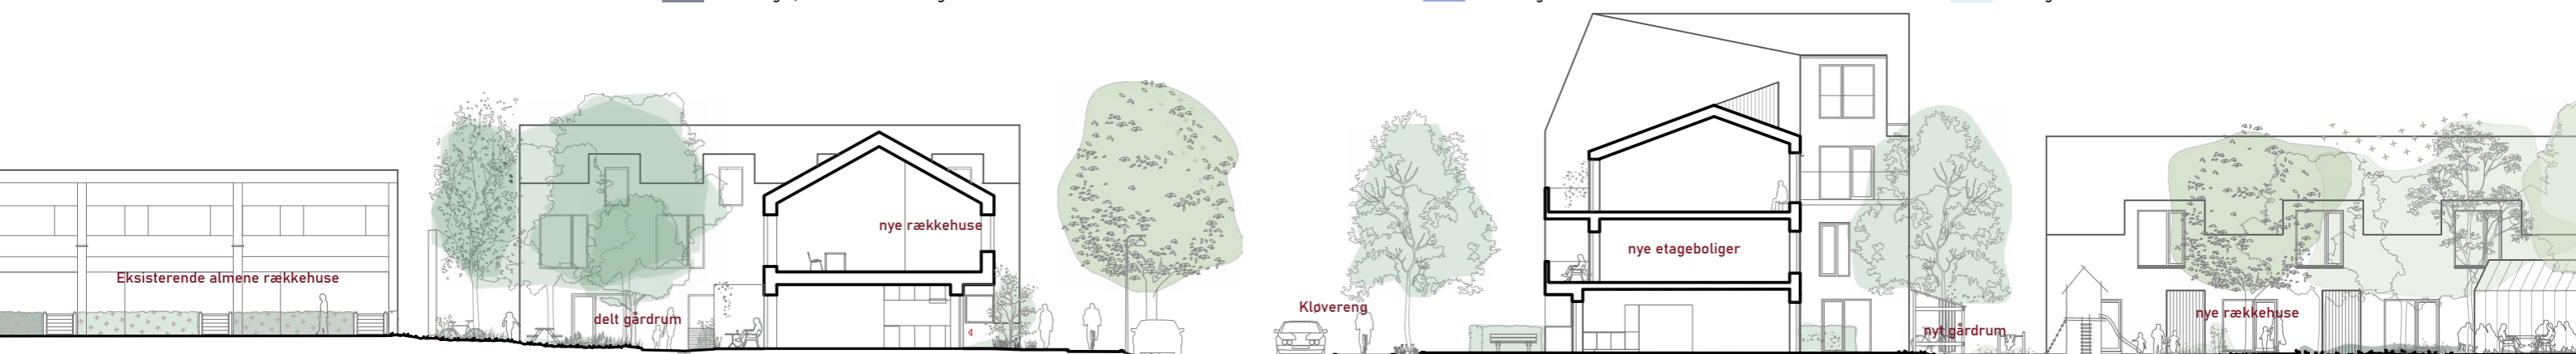 Eksisterende almene rækkehuse
delt gårdrum
nye rækkehuse
Kløvereng
nye etageboliger
nyt gårdrum
nye rækkehuse